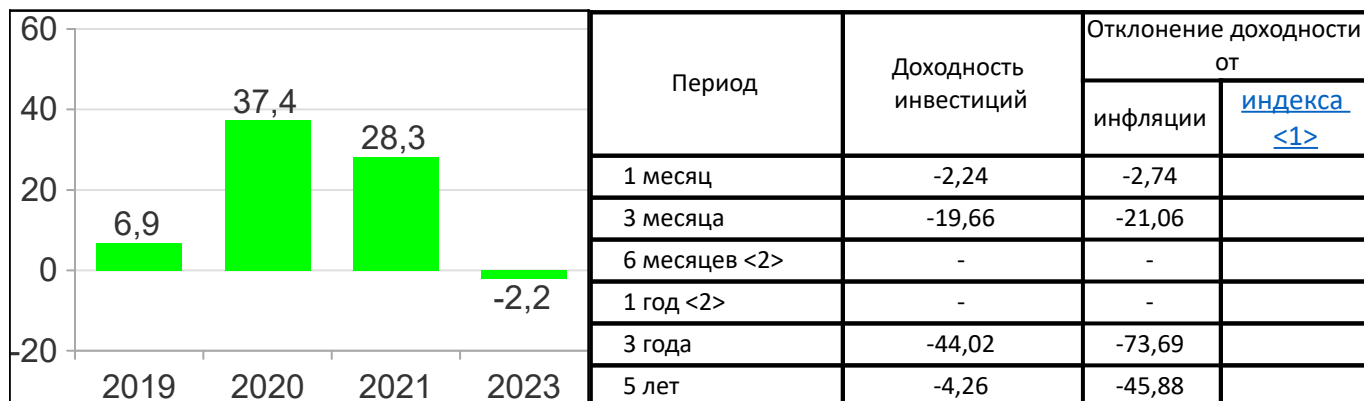 60
40
20
0
-20
6,9
37,4
28,3
-2,2
2019 2020 2021 2023
Период
Доходность
инвестиций
Отклонение доходности
от
инфляции
индекса
<1>
1 месяц -2,24 -2,74
3 месяца -19,66 -21,06
6 месяцев <2> - -
1 год <2> - -
3 года -44,02 -73,69
5 лет -4,26 -45,88